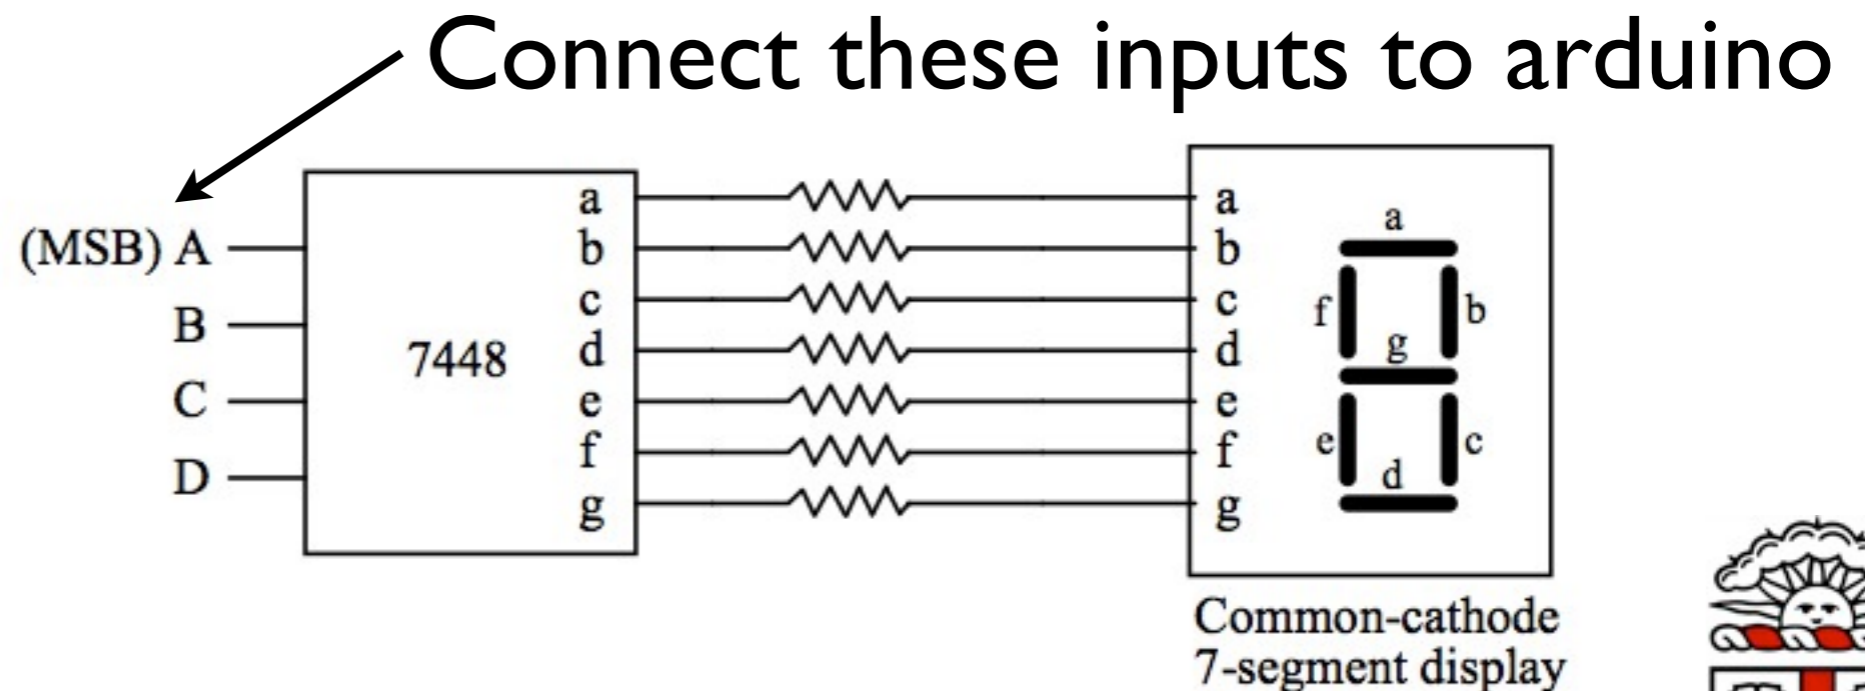 Connect these inputs to arduino
(MSB) A
B
C
D
7448
a
b
c
d
e
f
g
a
b
c
d
e
f
g
a
f
b
g
e
c
d
Common-cathode
7-segment display